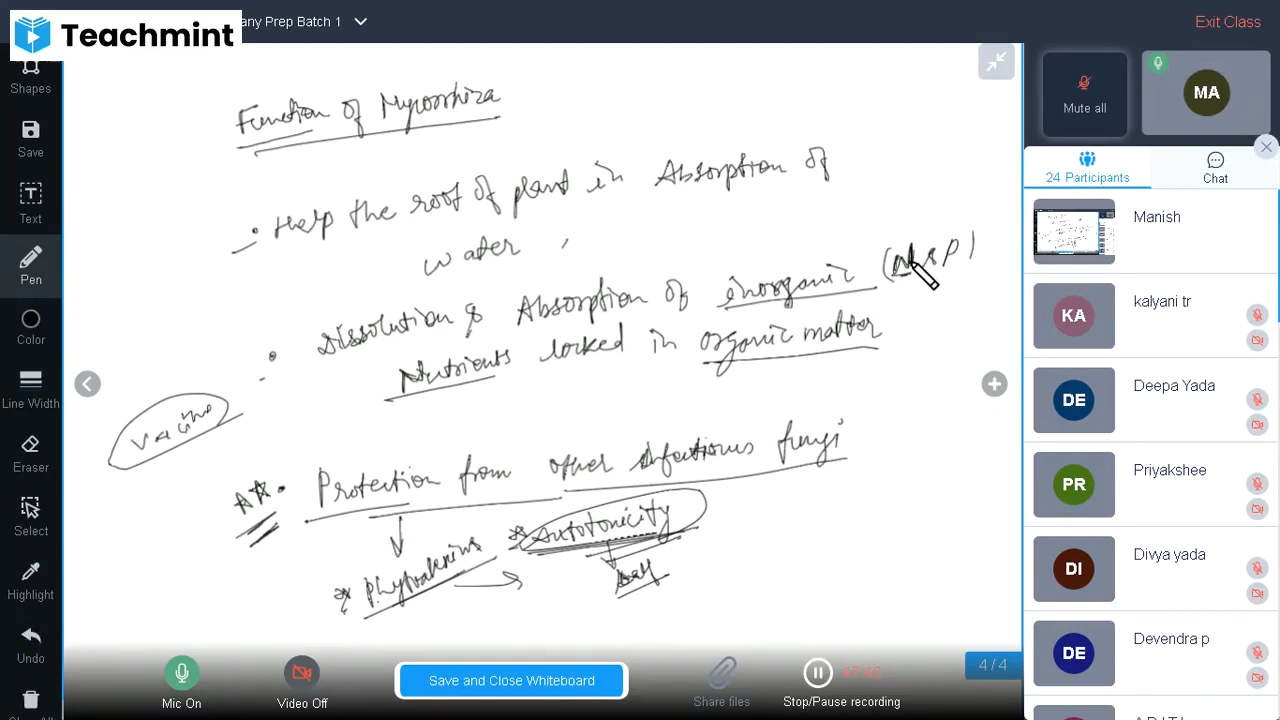 Teachmint
any Prep Batch 1
Exit Class
Shapes
Save
Text
Pen
Color
Line Width
Eraser
Select
Highlight
Undo
Function of Mycorrhiza
Help the root of plant in Absorption of
water,
Dissolution & Absorption of inorganic (N & P)
Nutrients locked in organic matter
Vaccine
Protection from other infectious fungi
Phytoalexins → Autotoxicity
self
Mic On
Video Off
Save and Close Whiteboard
Share files
Stop/Pause recording
4 / 4
Mute all
MA
24 Participants
Chat
Manish
KA kalyani tr
DE Deepa Yada
PR Priyakshee
DI Divya yada
DE Devendra p